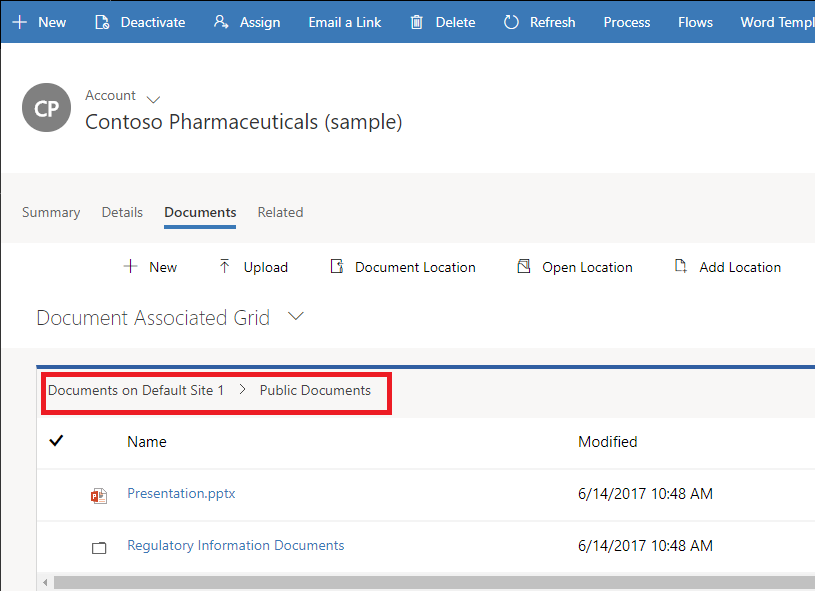 New Deactivate Assign Email a Link Delete Refresh Process Flows Word Templ
CP
Account
Contoso Pharmaceuticals (sample)
Summary Details Documents Related
New Upload Document Location Open Location Add Location
Document Associated Grid
Documents on Default Site 1 > Public Documents
Name Modified
Presentation.pptx 6/14/2017 10:48 AM
Regulatory Information Documents 6/14/2017 10:48 AM